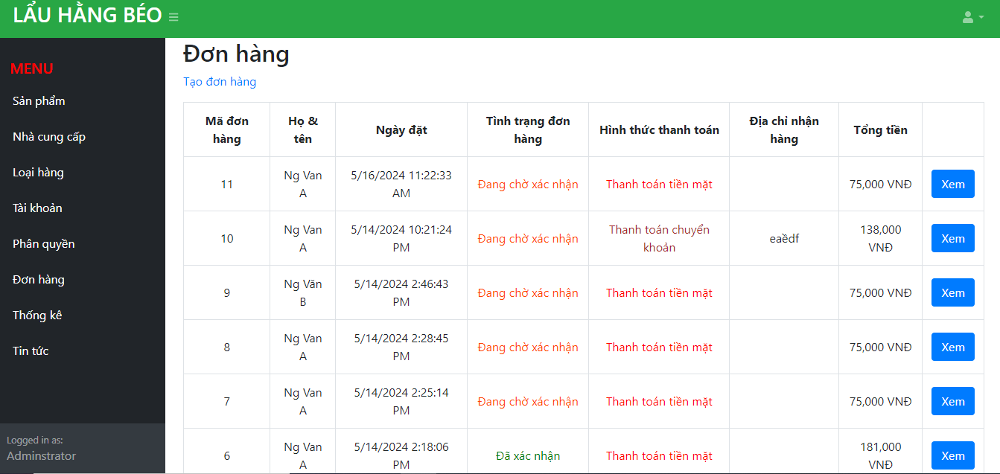 LẨU HẰNG BÉO
MENU
Sản phẩm
Nhà cung cấp
Loại hàng
Tài khoản
Phân quyền
Đơn hàng
Thống kê
Tin tức
Logged in as:
Adminstrator
Đơn hàng
Tạo đơn hàng
Mã đơn hàng Họ & tên Ngày đặt Tình trạng đơn hàng Hình thức thanh toán Địa chỉ nhận hàng Tổng tiền
11 Ng Van A 5/16/2024 11:22:33 AM Đang chờ xác nhận Thanh toán tiền mặt 75,000 VNĐ Xem
10 Ng Van A 5/14/2024 10:21:24 PM Đang chờ xác nhận Thanh toán chuyển khoản eaềdf 138,000 VNĐ Xem
9 Ng Văn B 5/14/2024 2:46:43 PM Đang chờ xác nhận Thanh toán tiền mặt 75,000 VNĐ Xem
8 Ng Van A 5/14/2024 2:28:45 PM Đang chờ xác nhận Thanh toán tiền mặt 75,000 VNĐ Xem
7 Ng Van A 5/14/2024 2:25:14 PM Đang chờ xác nhận Thanh toán tiền mặt 75,000 VNĐ Xem
6 Ng Van A 5/14/2024 2:18:06 PM Đã xác nhận Thanh toán tiền mặt 181,000 VNĐ Xem